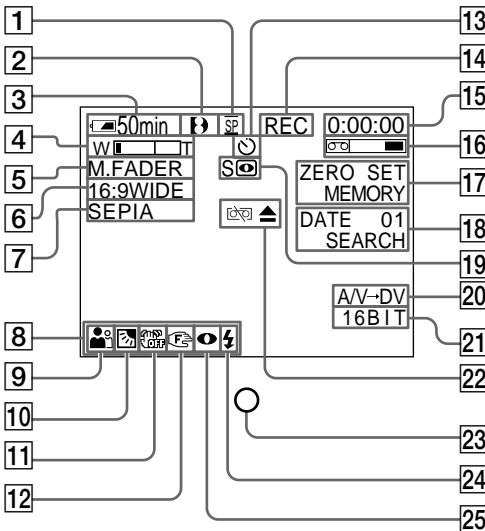 1
2
3
4
5
6
7
8
9
10
11
12
13
14
15
16
17
18
19
20
21
22
23
24
25
50min SP REC 0:00:00
W T
M.FADER S
16:9WIDE
SEPIA
ZERO SET
MEMORY
DATE 01
SEARCH
A/V→DV
16BIT
OFF F